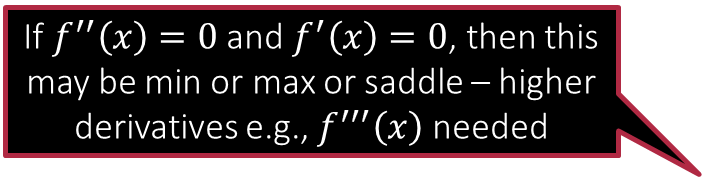 If f′′(x) = 0 and f′(x) = 0, then this
may be min or max or saddle – higher
derivatives e.g., f′′′(x) needed